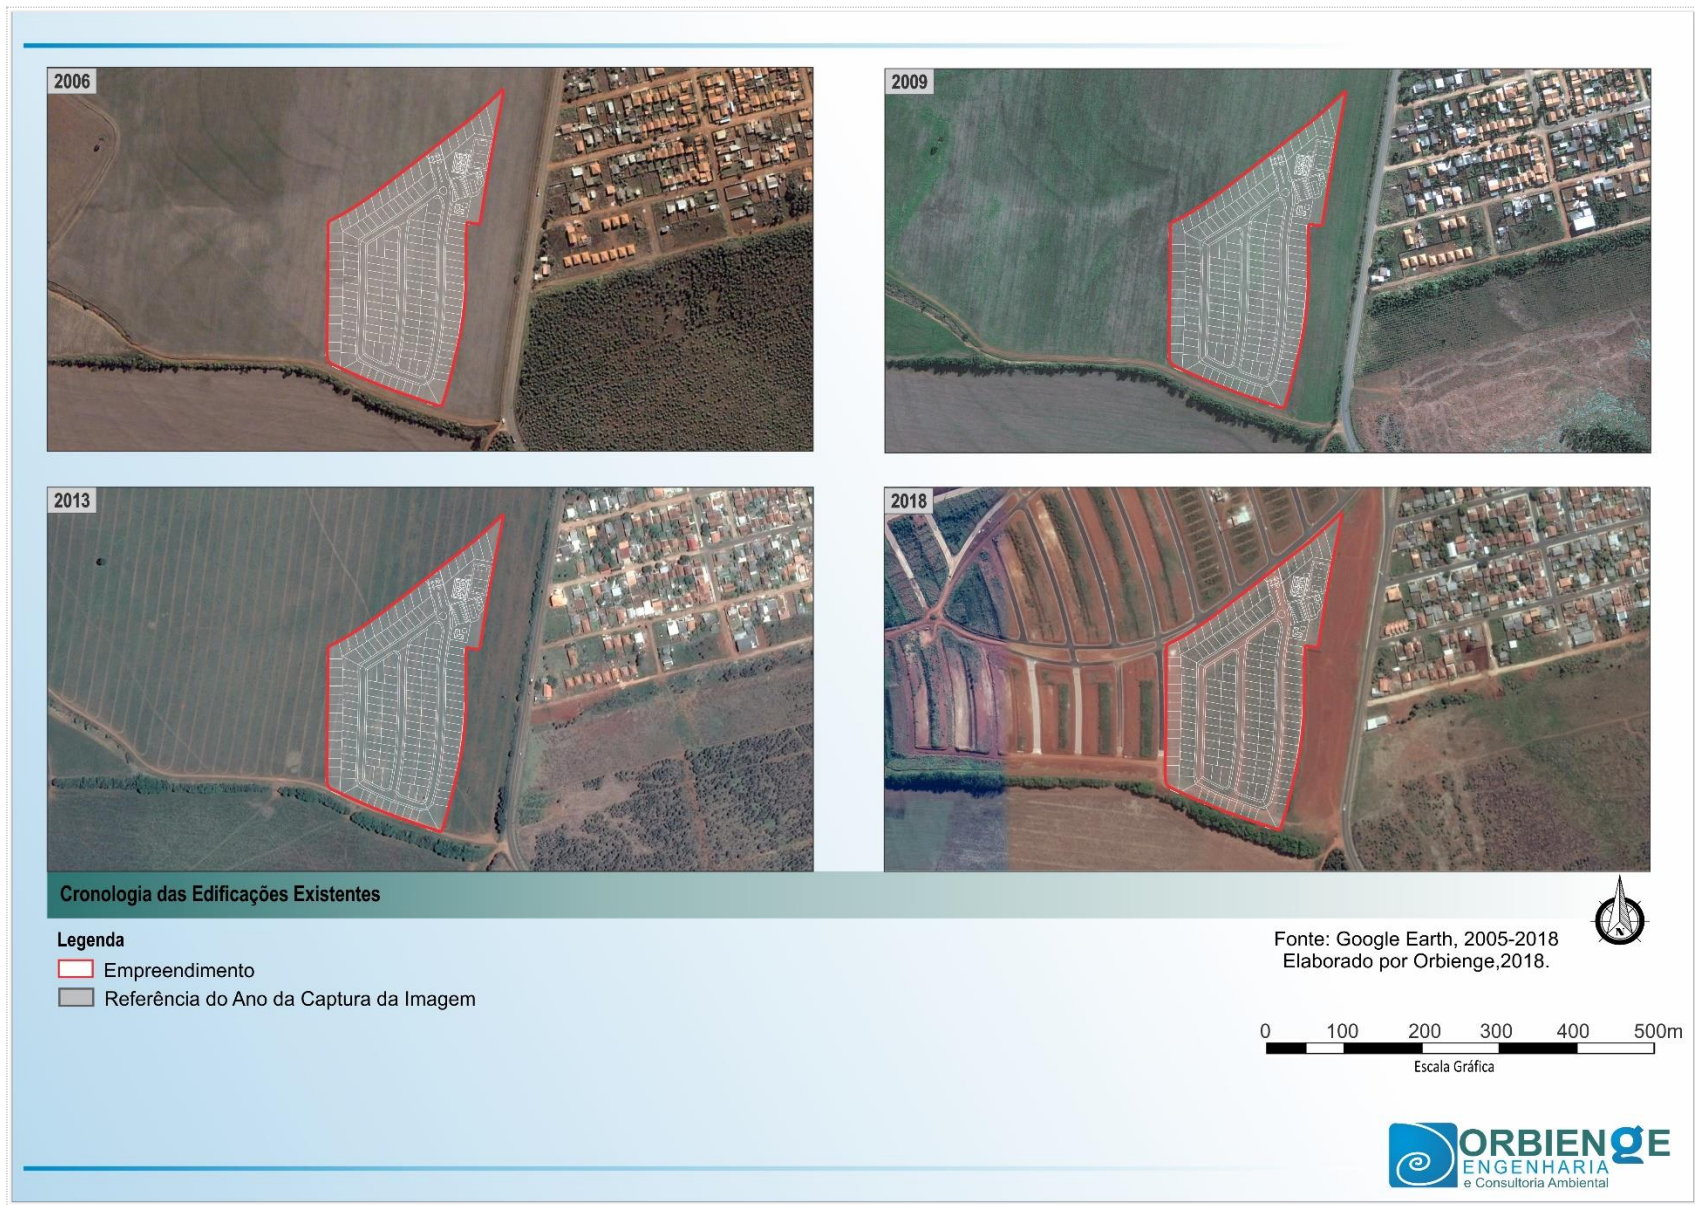 2006
2009
2013
2018
Cronologia das Edificações Existentes
Legenda
Empreendimento
Referência do Ano da Captura da Imagem
N
Fonte: Google Earth, 2005-2018
Elaborado por Orbienge,2018.
0 100 200 300 400 500m
Escala Gráfica
ORBIENgE
ENGENHARIA
e Consultoria Ambiental